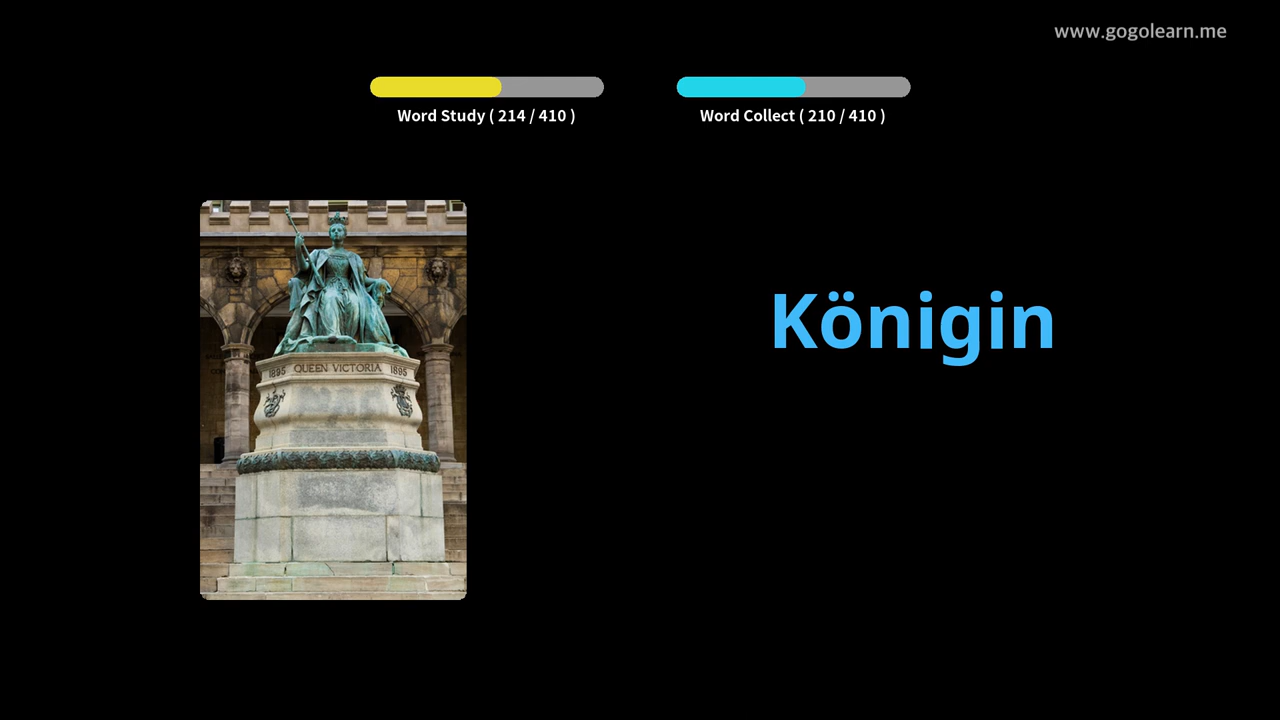 www.gogolearn.me
Word Study ( 214 / 410 )
Word Collect ( 210 / 410 )
Königin
1895 QUEEN VICTORIA 1895